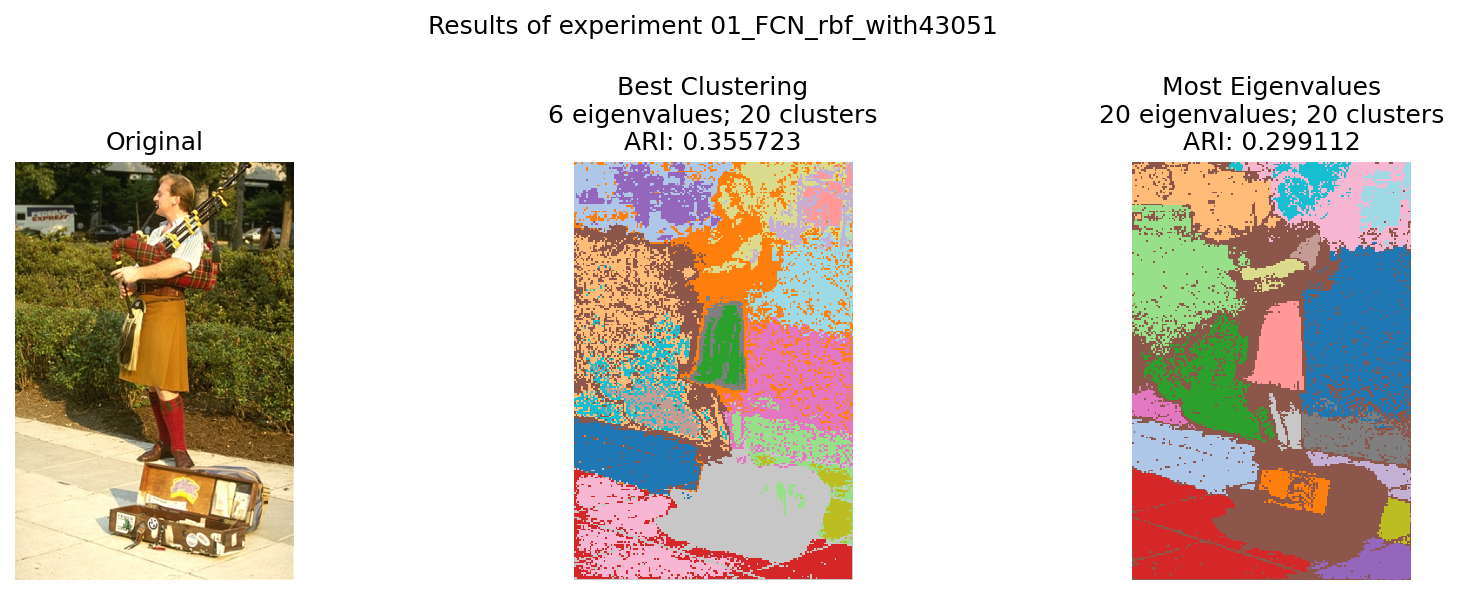 Results of experiment 01_FCN_rbf_with43051
Original
Best Clustering
6 eigenvalues; 20 clusters
ARI: 0.355723
Most Eigenvalues
20 eigenvalues; 20 clusters
ARI: 0.299112
EXPRESS